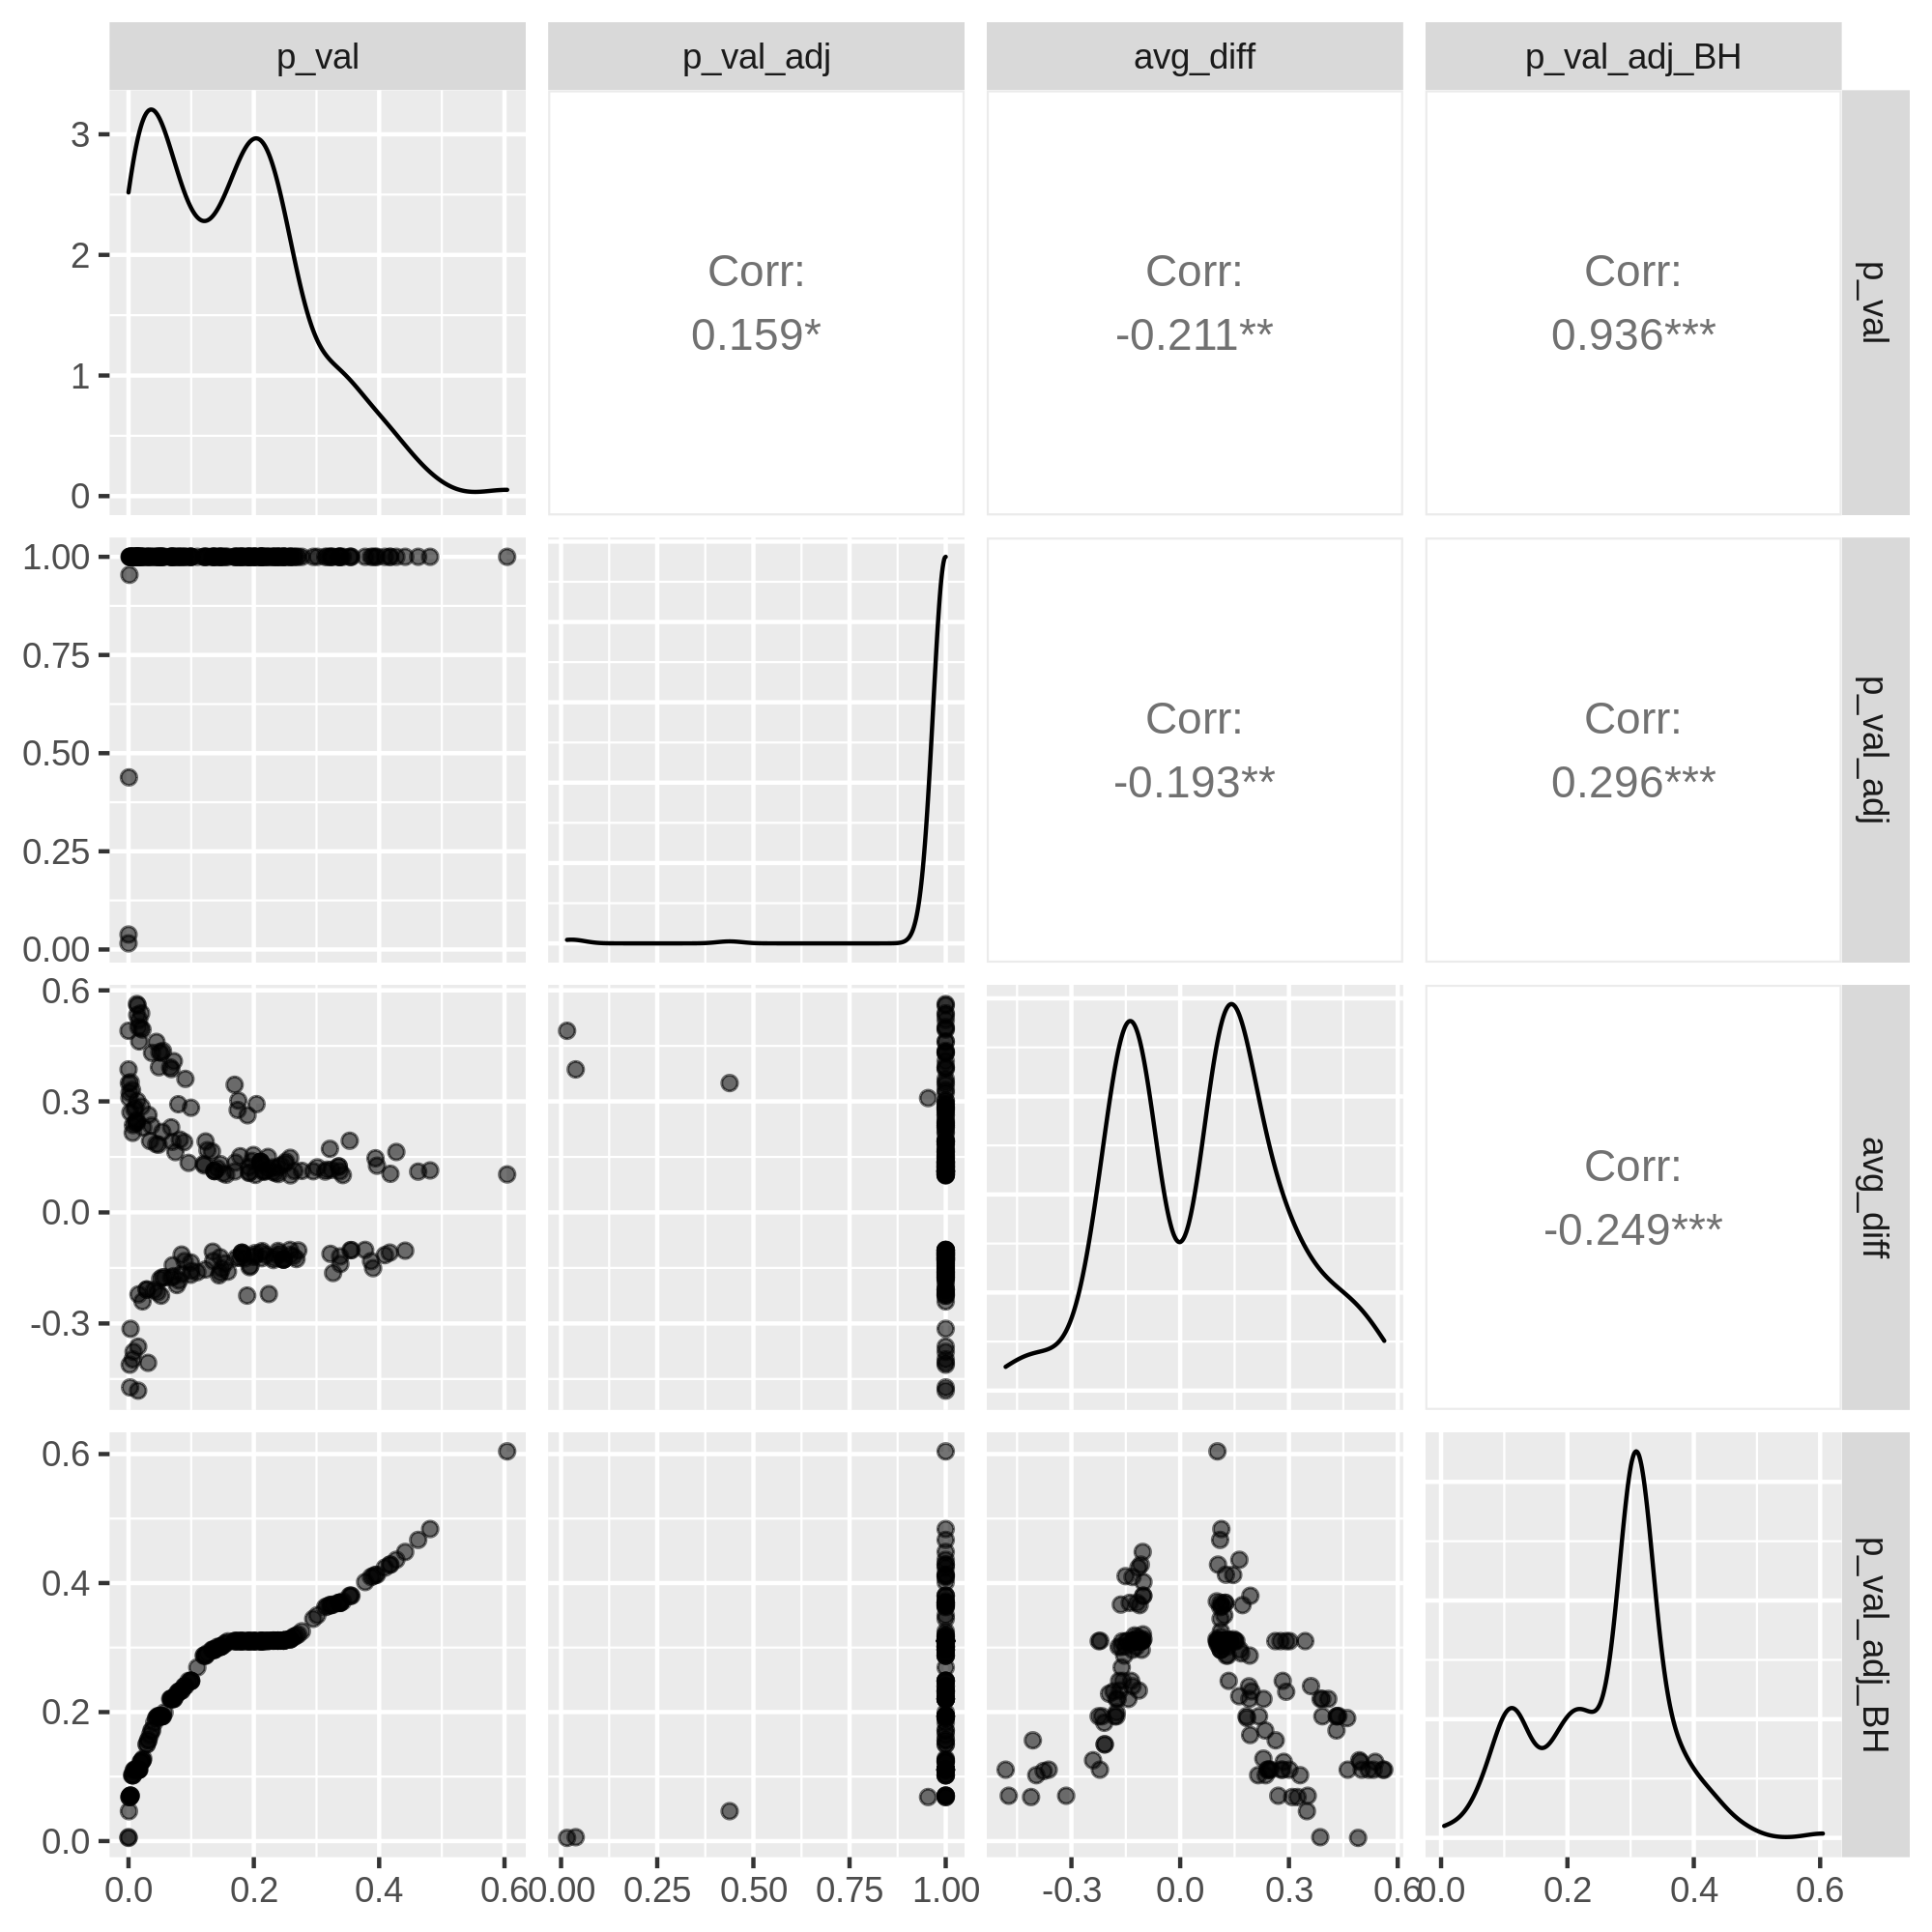 p_val
p_val_adj
avg_diff
p_val_adj_BH
3
2
1
0
Corr:
0.159*
Corr:
-0.211**
Corr:
0.936***
p_val
1.00
0.75
0.50
0.25
0.00
Corr:
-0.193**
Corr:
0.296***
p_val_adj
0.6
0.3
0.0
-0.3
Corr:
-0.249***
avg_diff
0.6
0.4
0.2
0.0
p_val_adj_BH
0.0 0.2 0.4 0.6
0.00 0.25 0.50 0.75 1.00
-0.3 0.0 0.3 0.6
0.0 0.2 0.4 0.6